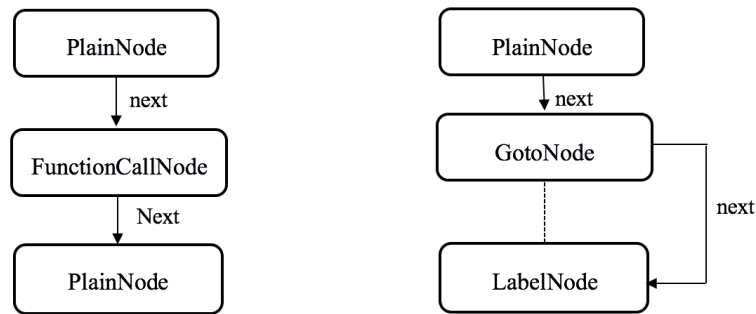 PlainNode
next
FunctionCallNode
Next
PlainNode
PlainNode
next
GotoNode
next
LabelNode